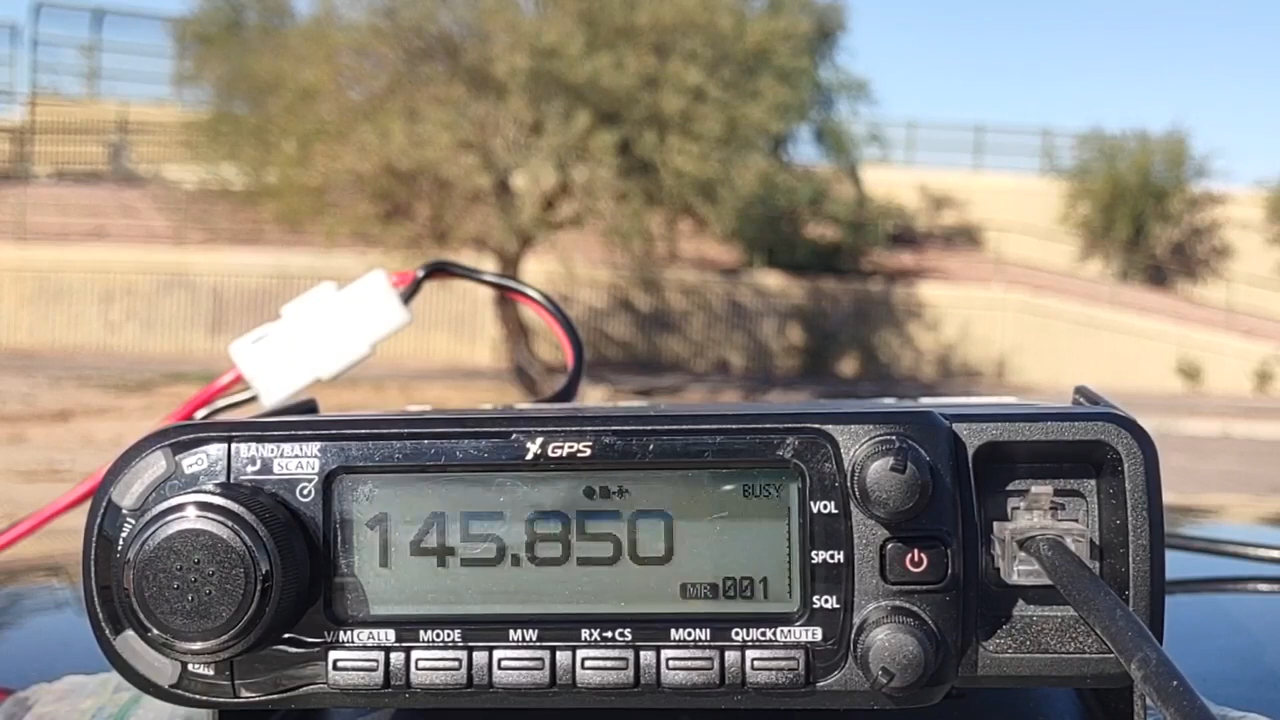 BAND/BANK
SCAN
GPS
BUSY
145.850
MR 001
VOL
SPCH
SQL
V/M CALL MODE MW RX→CS MONI QUICK MUTE
DR